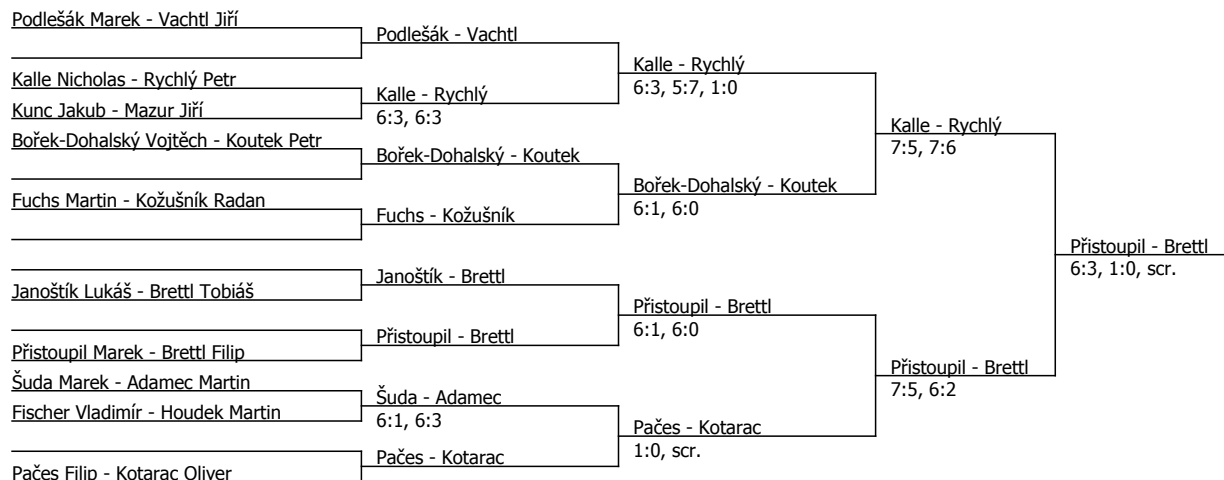 Podlešák Marek - Vachtl Jiří
Podlešák - Vachtl
Kalle - Rychlý
6:3, 5:7, 1:0
Kalle Nicholas - Rychlý Petr
Kalle - Rychlý
6:3, 6:3
Kunc Jakub - Mazur Jiří
Kalle - Rychlý
7:5, 7:6
Bořek-Dohalský Vojtěch - Koutek Petr
Bořek-Dohalský - Koutek
Bořek-Dohalský - Koutek
6:1, 6:0
Fuchs Martin - Kožušník Radan
Fuchs - Kožušník
Přistoupil - Brettl
6:3, 1:0, scr.
Janoštík - Brettl
Janoštík Lukáš - Brettl Tobiáš
Přistoupil - Brettl
6:1, 6:0
Přistoupil - Brettl
Přistoupil Marek - Brettl Filip
Přistoupil - Brettl
7:5, 6:2
Šuda Marek - Adamec Martin
Šuda - Adamec
6:1, 6:3
Fischer Vladimír - Houdek Martin
Pačes - Kotarac
1:0, scr.
Pačes - Kotarac
Pačes Filip - Kotarac Oliver